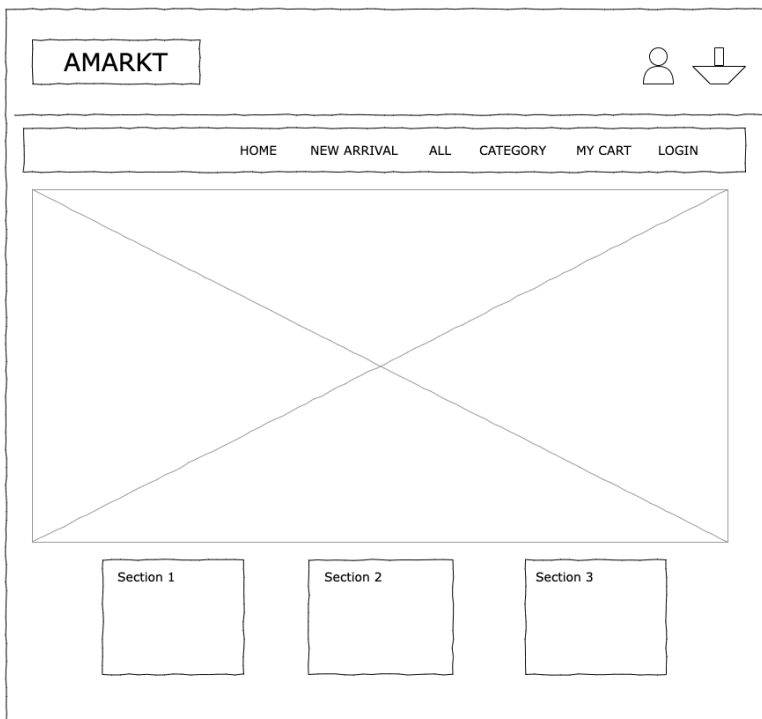 AMARKT
HOME NEW ARRIVAL ALL CATEGORY MY CART LOGIN
Section 1 Section 2 Section 3